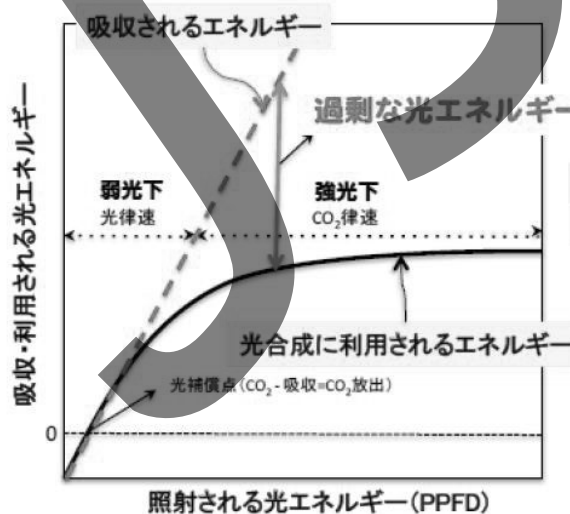 吸収されるエネルギー
過剰な光エネルギー
弱光下
光律速
強光下
CO₂律速
吸収・利用される光エネルギー
光合成に利用されるエネルギー
光補償点(CO₂-吸収=CO₂放出)
0
照射される光エネルギー(PPFD)